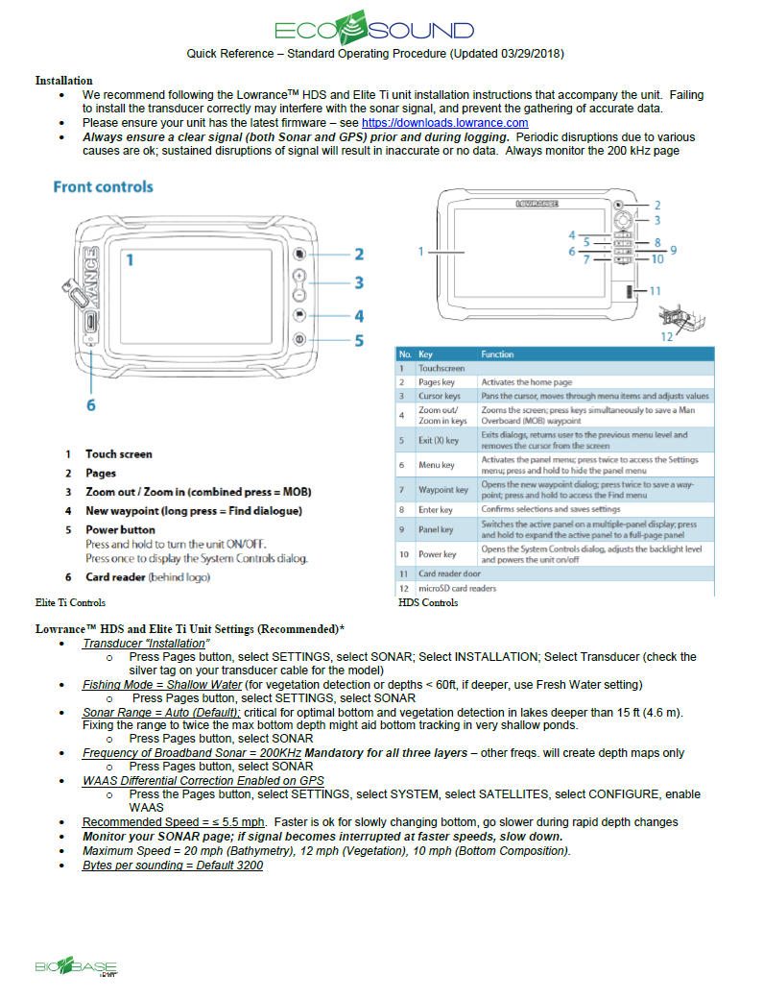 ECO SOUND
Quick Reference – Standard Operating Procedure (Updated 03/29/2018)
Installation
• We recommend following the Lowrance™ HDS and Elite Ti unit installation instructions that accompany the unit. Failing
to install the transducer correctly may interfere with the sonar signal, and prevent the gathering of accurate data.
• Please ensure your unit has the latest firmware – see https://downloads.lowrance.com
• Always ensure a clear signal (both Sonar and GPS) prior and during logging. Periodic disruptions due to various
causes are ok; sustained disruptions of signal will result in inaccurate or no data. Always monitor the 200 kHz page
Front controls
RANCE
1
2
3
4
5
6
1 Touch screen
2 Pages
3 Zoom out / Zoom in (combined press = MOB)
4 New waypoint (long press = Find dialogue)
5 Power button
Press and hold to turn the unit ON/OFF.
Press once to display the System Controls dialog.
6 Card reader (behind logo)
Elite Ti Controls
LOWRANCE
1
2
3
4
5
6
7
8
9
10
11
12
No. Key Function
1 Touchscreen
2 Pages key Activates the home page
3 Cursor keys Pans the cursor, moves through menu items and adjusts values
4 Zoom out/ Zooms the screen; press keys simultaneously to save a Man
Zoom in keys Overboard (MOB) waypoint
5 Exit (X) key Exits dialogs, returns user to the previous menu level and
removes the cursor from the screen
6 Menu key Activates the panel menu; press twice to access the Settings
menu; press and hold to hide the panel menu
7 Waypoint key Opens the new waypoint dialog; press twice to save a way-
point; press and hold to access the Find menu
8 Enter key Confirms selections and saves settings
9 Panel key Switches the active panel on a multiple-panel display; press
and hold to expand the active panel to a full-page panel
10 Power key Opens the System Controls dialog, adjusts the backlight level
and powers the unit on/off
11 Card reader door
12 microSD card readers
HDS Controls
Lowrance™ HDS and Elite Ti Unit Settings (Recommended)*
• Transducer “Installation”
o Press Pages button, select SETTINGS, select SONAR; Select INSTALLATION; Select Transducer (check the
silver tag on your transducer cable for the model)
• Fishing Mode = Shallow Water (for vegetation detection or depths < 60ft, if deeper, use Fresh Water setting)
o Press Pages button, select SETTINGS, select SONAR
• Sonar Range = Auto (Default); critical for optimal bottom and vegetation detection in lakes deeper than 15 ft (4.6 m).
Fixing the range to twice the max bottom depth might aid bottom tracking in very shallow ponds.
o Press Pages button, select SONAR
• Frequency of Broadband Sonar = 200KHz Mandatory for all three layers – other freqs. will create depth maps only
o Press Pages button, select SONAR
• WAAS Differential Correction Enabled on GPS
o Press the Pages button, select SETTINGS, select SYSTEM, select SATELLITES, select CONFIGURE, enable
WAAS
• Recommended Speed = ≤ 5.5 mph. Faster is ok for slowly changing bottom, go slower during rapid depth changes
• Monitor your SONAR page; if signal becomes interrupted at faster speeds, slow down.
• Maximum Speed = 20 mph (Bathymetry), 12 mph (Vegetation), 10 mph (Bottom Composition).
• Bytes per sounding = Default 3200
BIOBASE